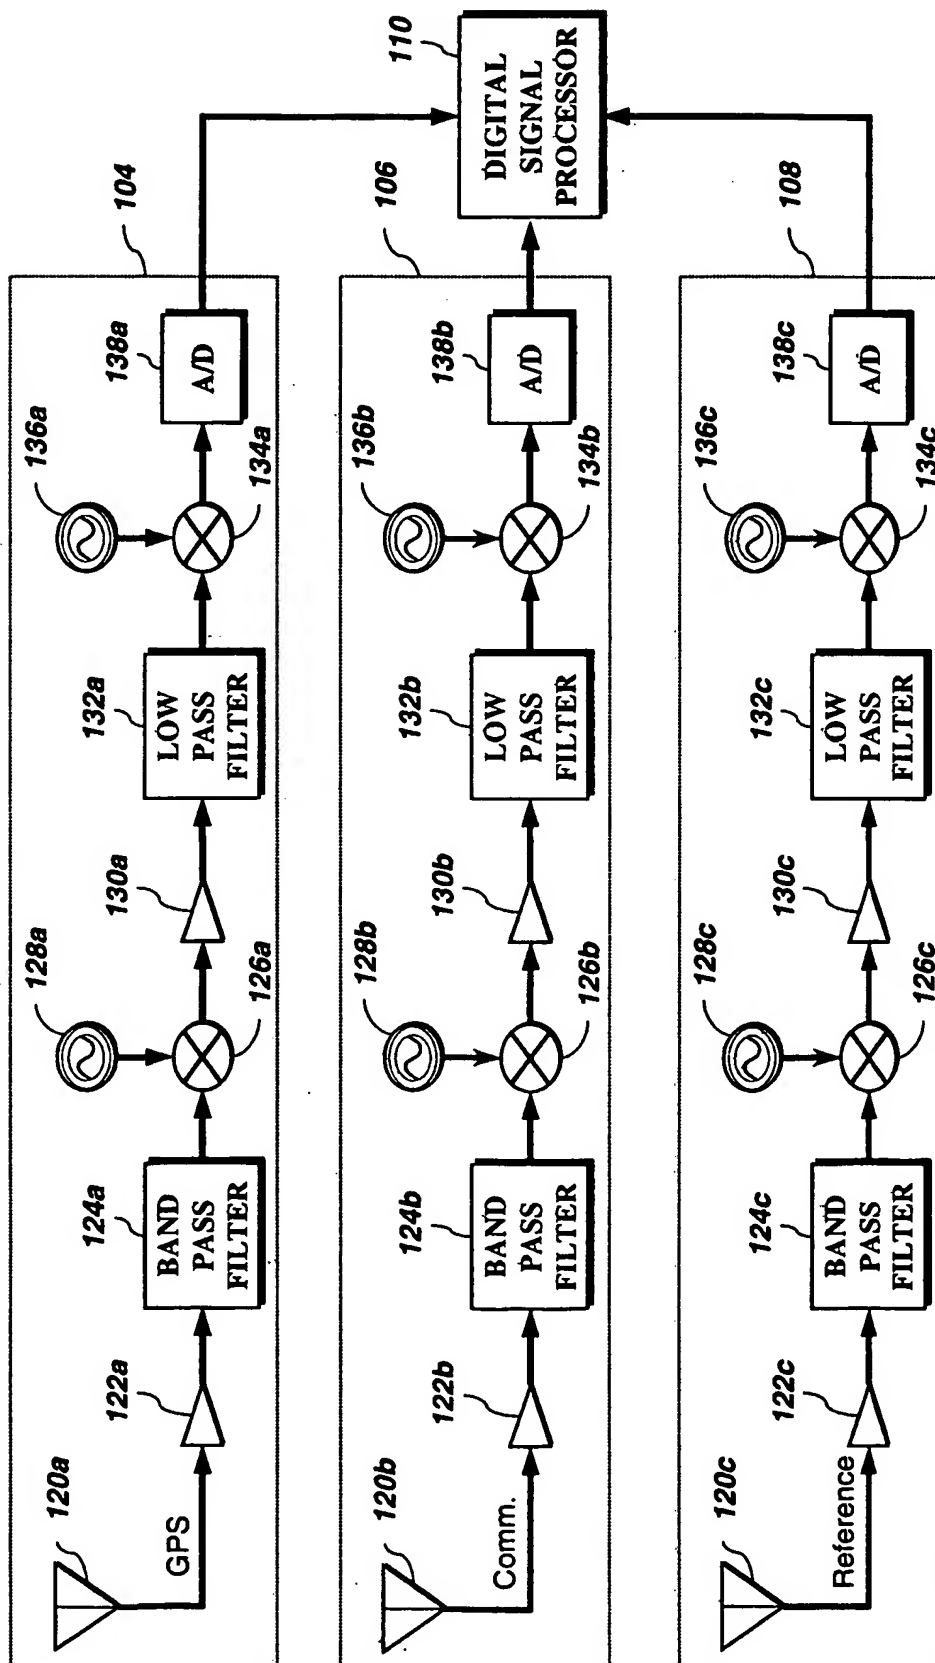 104
120a
GPS
122a
124a
BAND
PASS
FILTER
128a
126a
130a
132a
LOW
PASS
FILTER
136a
134a
138a
A/D
106
120b
Comm.
122b
124b
BAND
PASS
FILTER
128b
126b
130b
132b
LOW
PASS
FILTER
136b
134b
138b
A/D
110
DIGITAL
SIGNAL
PROCESSOR
108
120c
Reference
122c
124c
BAND
PASS
FILTER
128c
126c
130c
132c
LOW
PASS
FILTER
136c
134c
138c
A/D